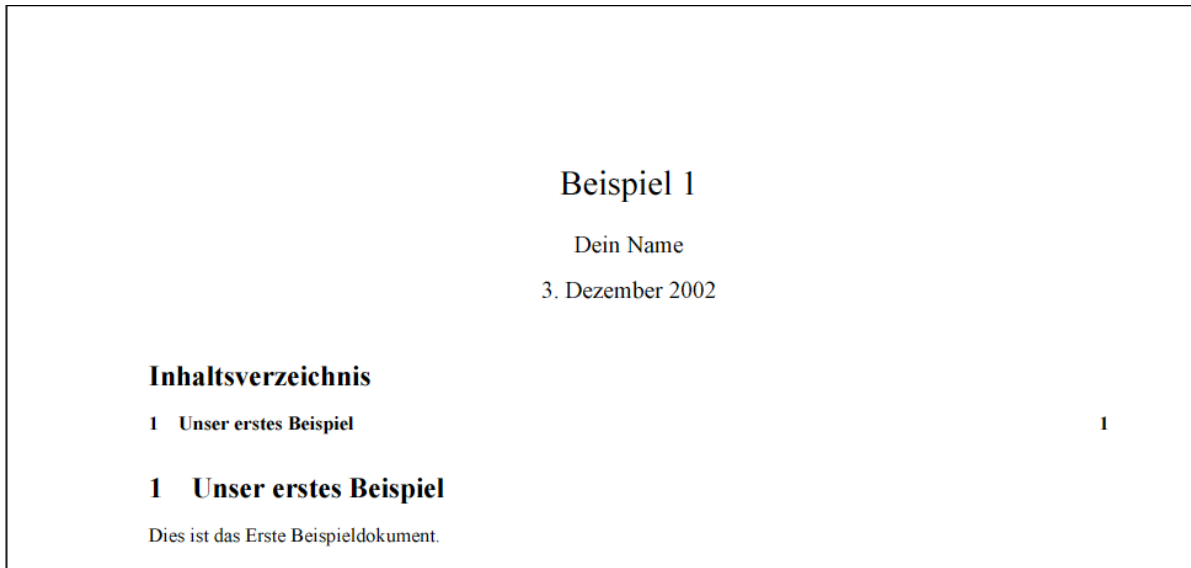 Beispiel 1
Dein Name
3. Dezember 2002
Inhaltsverzeichnis
1 Unser erstes Beispiel 1
1 Unser erstes Beispiel
Dies ist das Erste Beispieldokument.